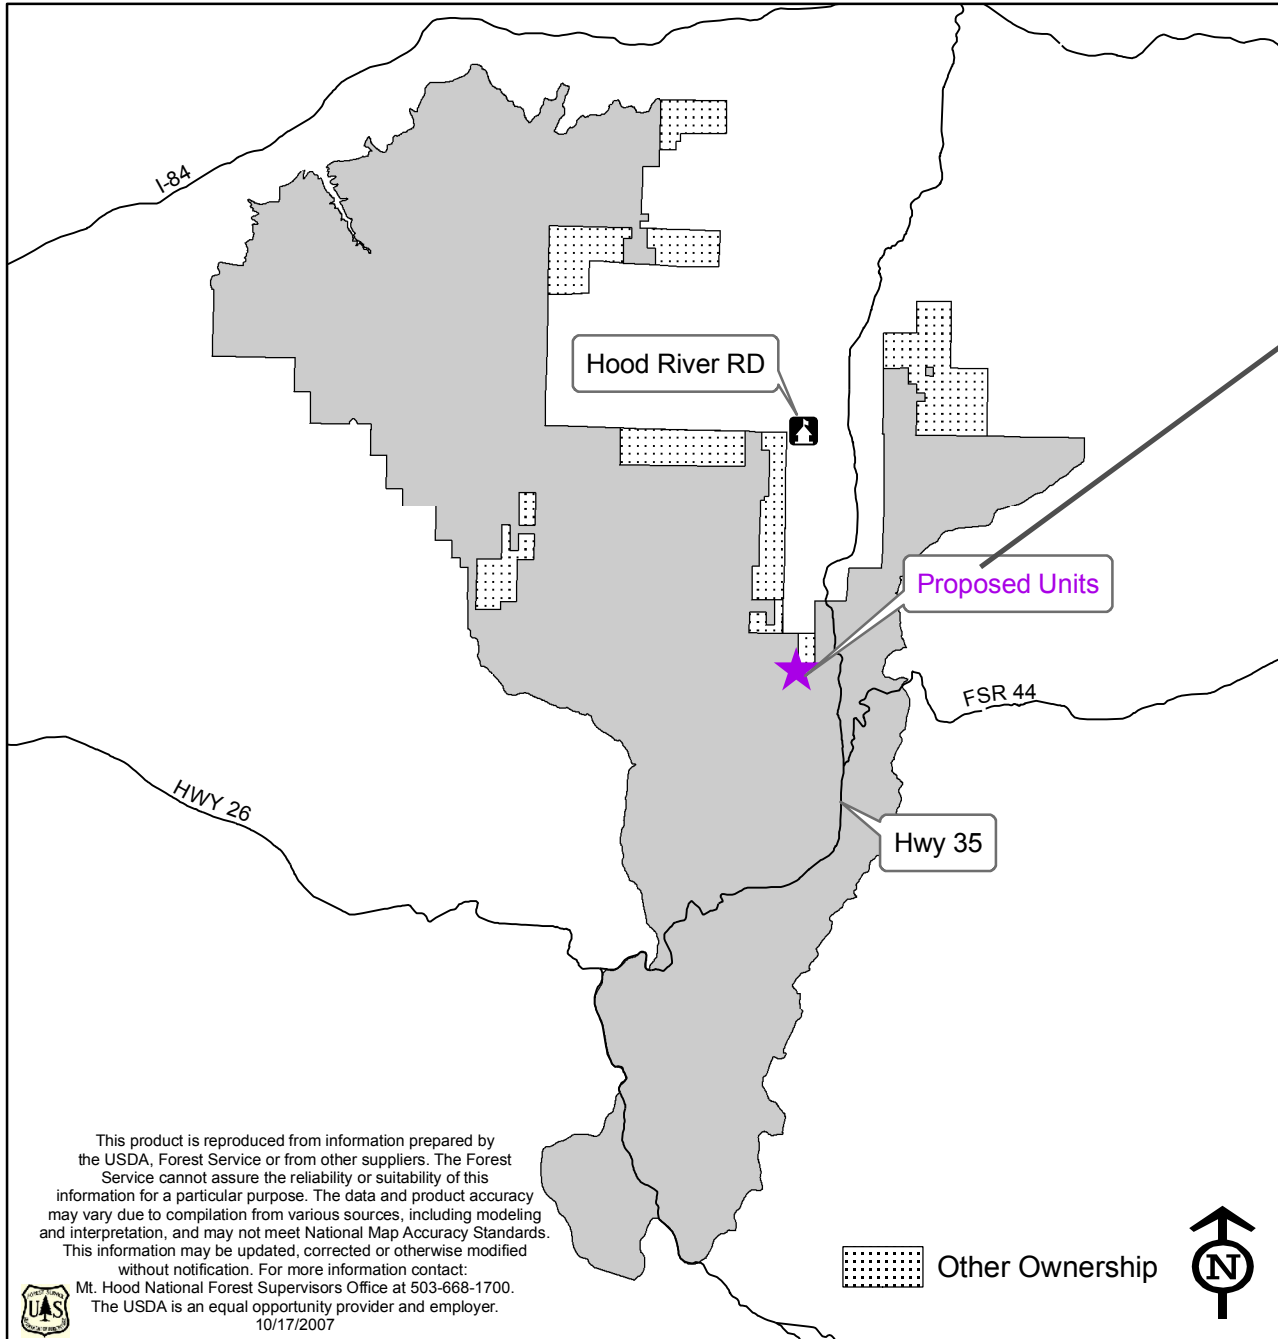 I-84
Hood River RD
Proposed Units
FSR 44
HWY 26
Hwy 35
This product is reproduced from information prepared by
the USDA, Forest Service or from other suppliers. The Forest
Service cannot assure the reliability or suitability of this
information for a particular purpose. The data and product accuracy
may vary due to compilation from various sources, including modeling
and interpretation, and may not meet National Map Accuracy Standards.
This information may be updated, corrected or otherwise modified
without notification. For more information contact:
Mt. Hood National Forest Supervisors Office at 503-668-1700.
The USDA is an equal opportunity provider and employer.
10/17/2007
FOREST SERVICE
U S
DEPARTMENT OF AGRICULTURE
Other Ownership
N